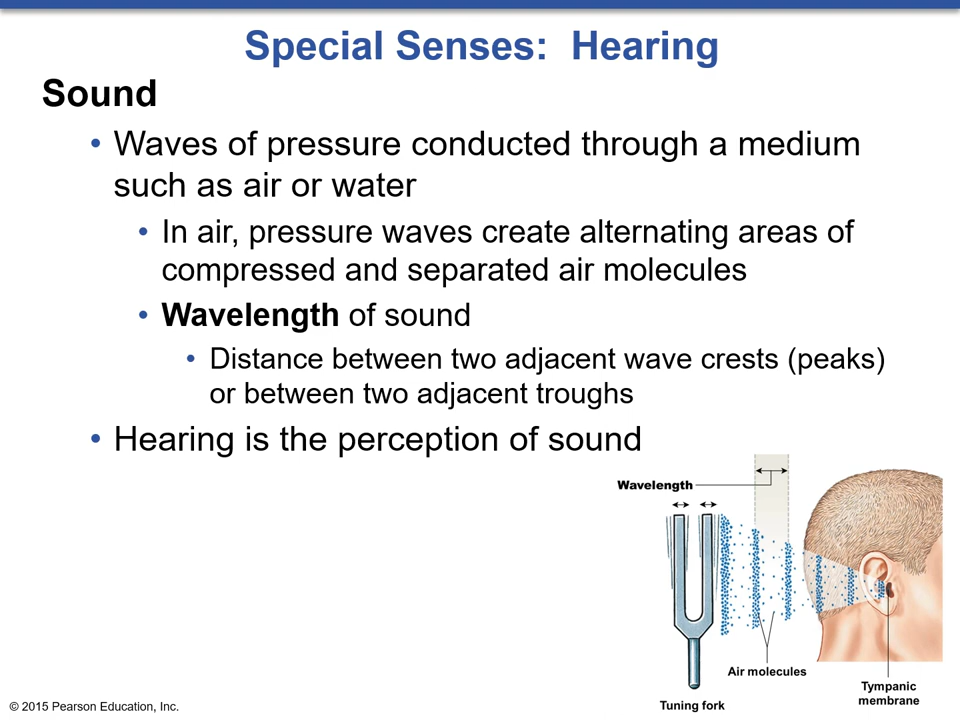 Special Senses:  Hearing
Sound
• Waves of pressure conducted through a medium
such as air or water
• In air, pressure waves create alternating areas of
compressed and separated air molecules
• Wavelength of sound
• Distance between two adjacent wave crests (peaks)
or between two adjacent troughs
• Hearing is the perception of sound
Wavelength
Air molecules
Tympanic
membrane
Tuning fork
© 2015 Pearson Education, Inc.